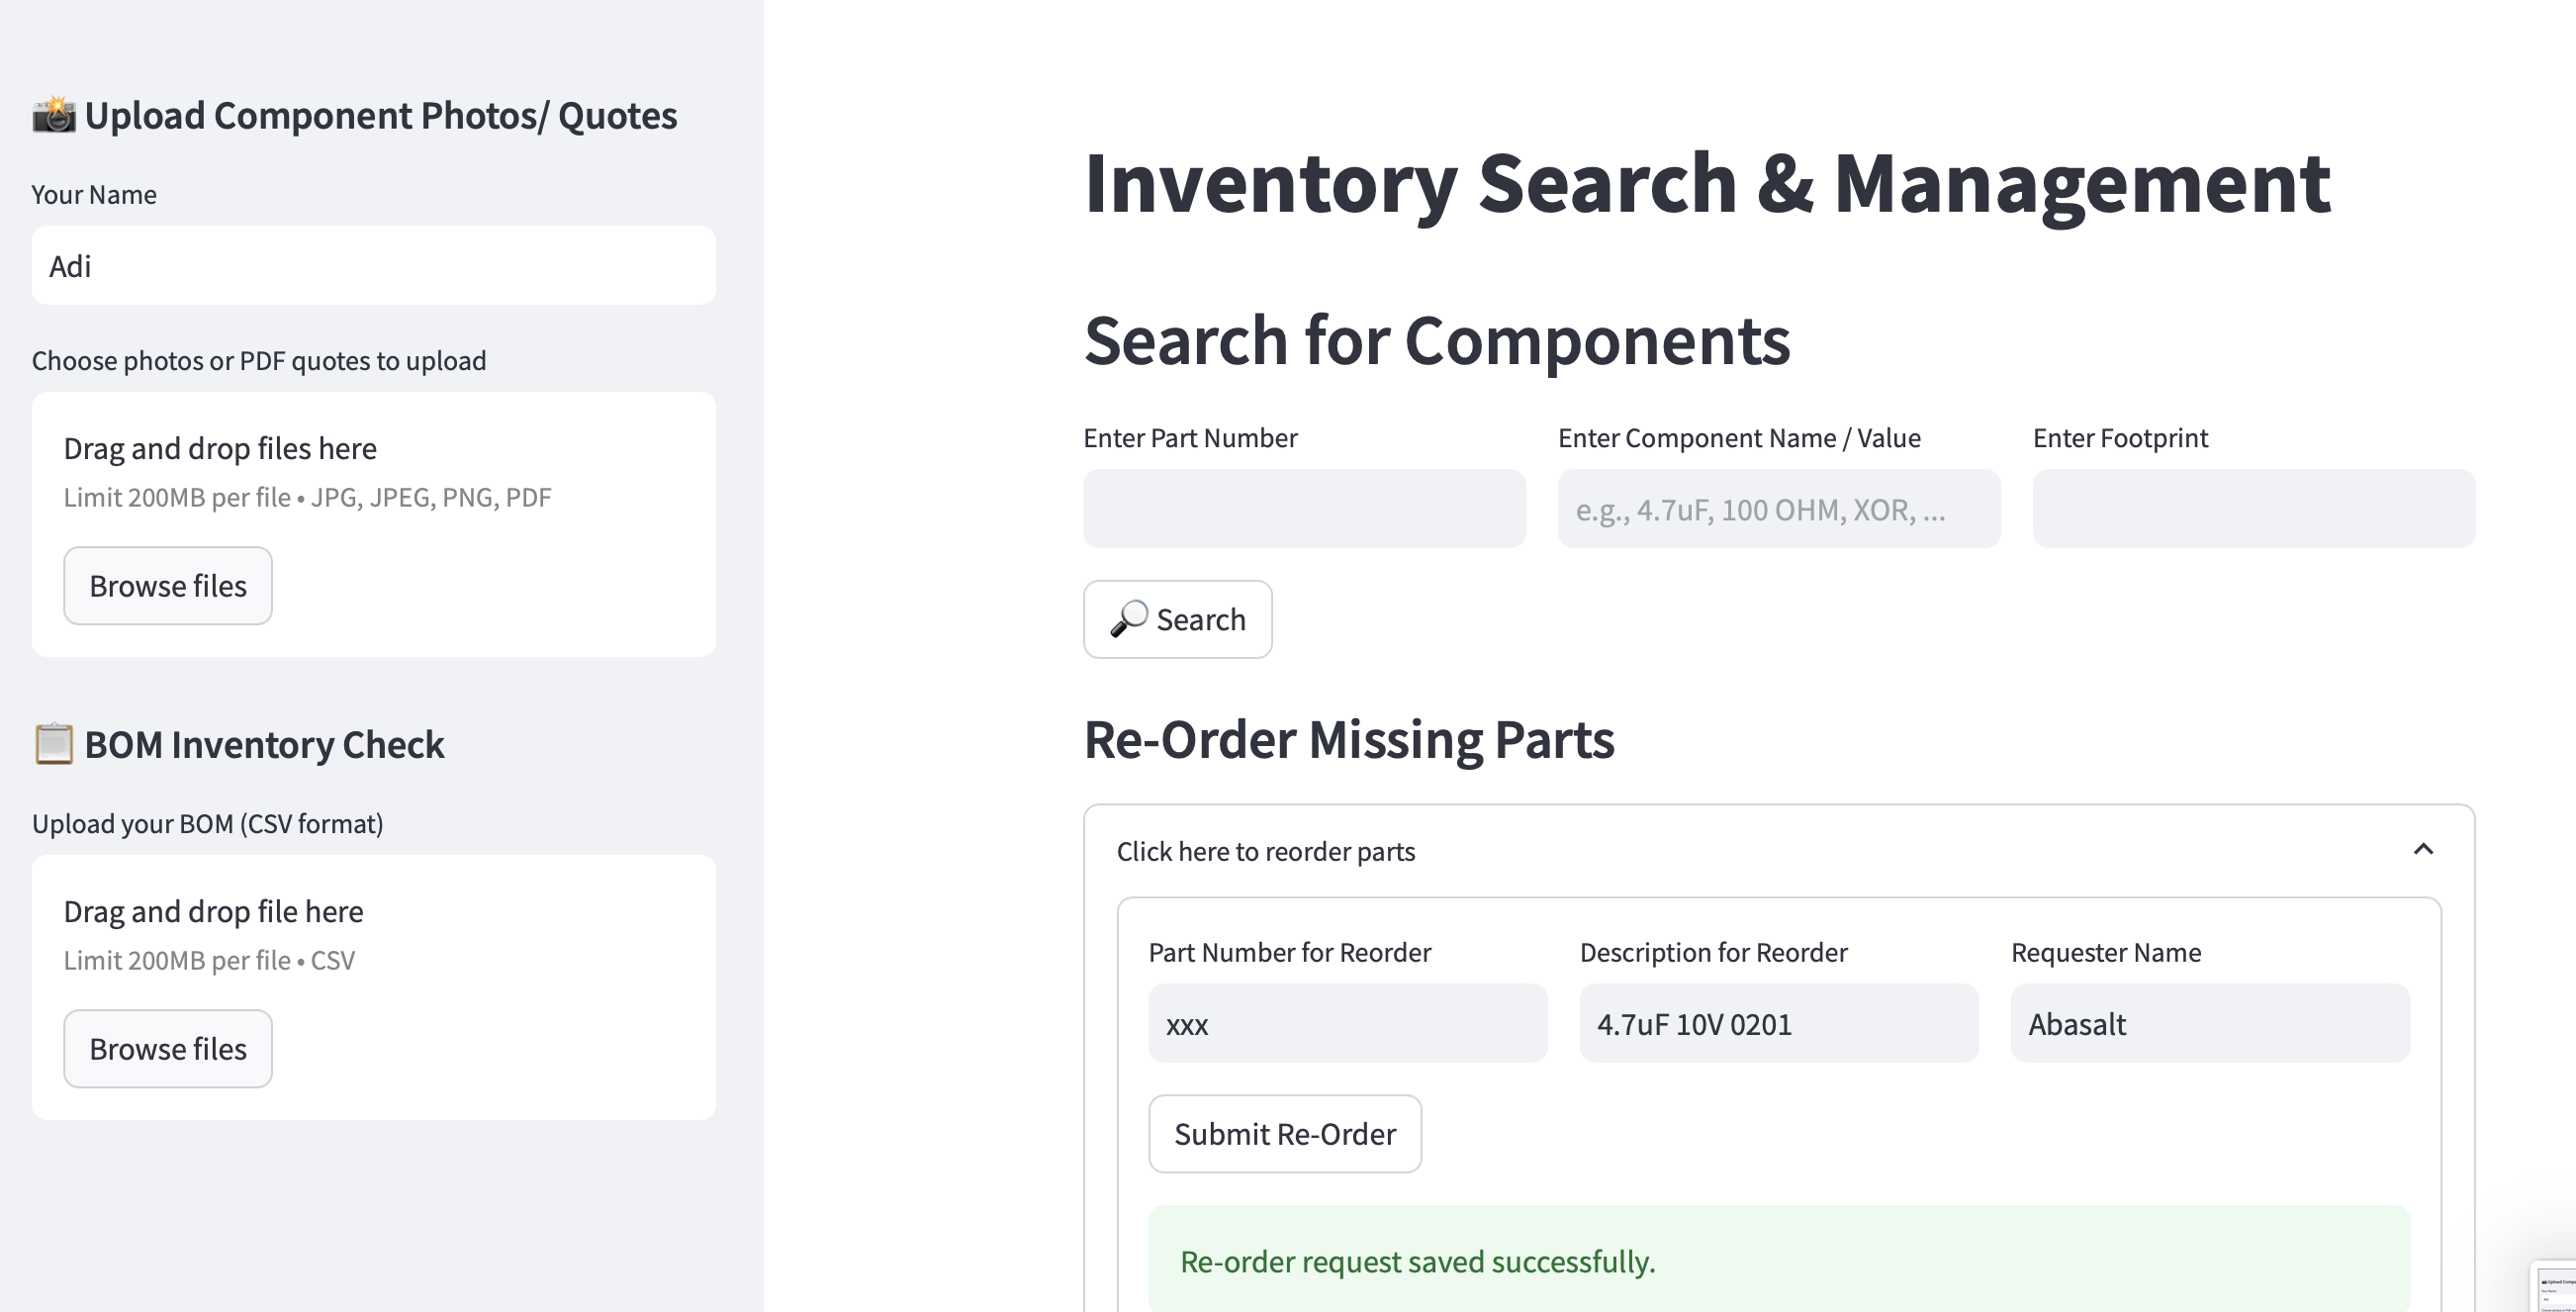 Upload Component Photos/ Quotes
Your Name
Adi
Choose photos or PDF quotes to upload
Drag and drop files here
Limit 200MB per file • JPG, JPEG, PNG, PDF
Browse files
BOM Inventory Check
Upload your BOM (CSV format)
Drag and drop file here
Limit 200MB per file • CSV
Browse files
Inventory Search & Management
Search for Components
Enter Part Number
Enter Component Name / Value
Enter Footprint
e.g., 4.7uF, 100 OHM, XOR, ...
Search
Re-Order Missing Parts
Click here to reorder parts
Part Number for Reorder
Description for Reorder
Requester Name
xxx
4.7uF 10V 0201
Abasalt
Submit Re-Order
Re-order request saved successfully.